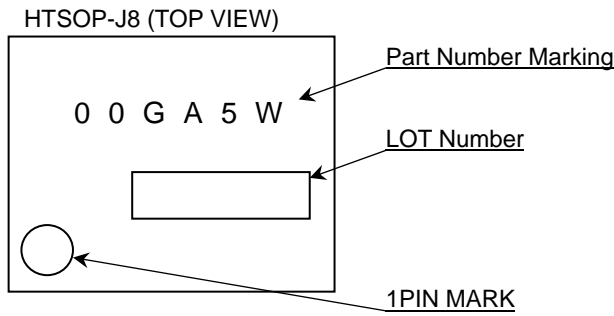 HTSOP-J8 (TOP VIEW)
Part Number Marking
0 0 G A 5 W
LOT Number
1PIN MARK